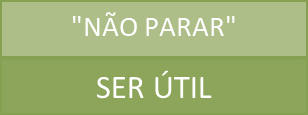 "NÃO PARAR"
SER ÚTIL